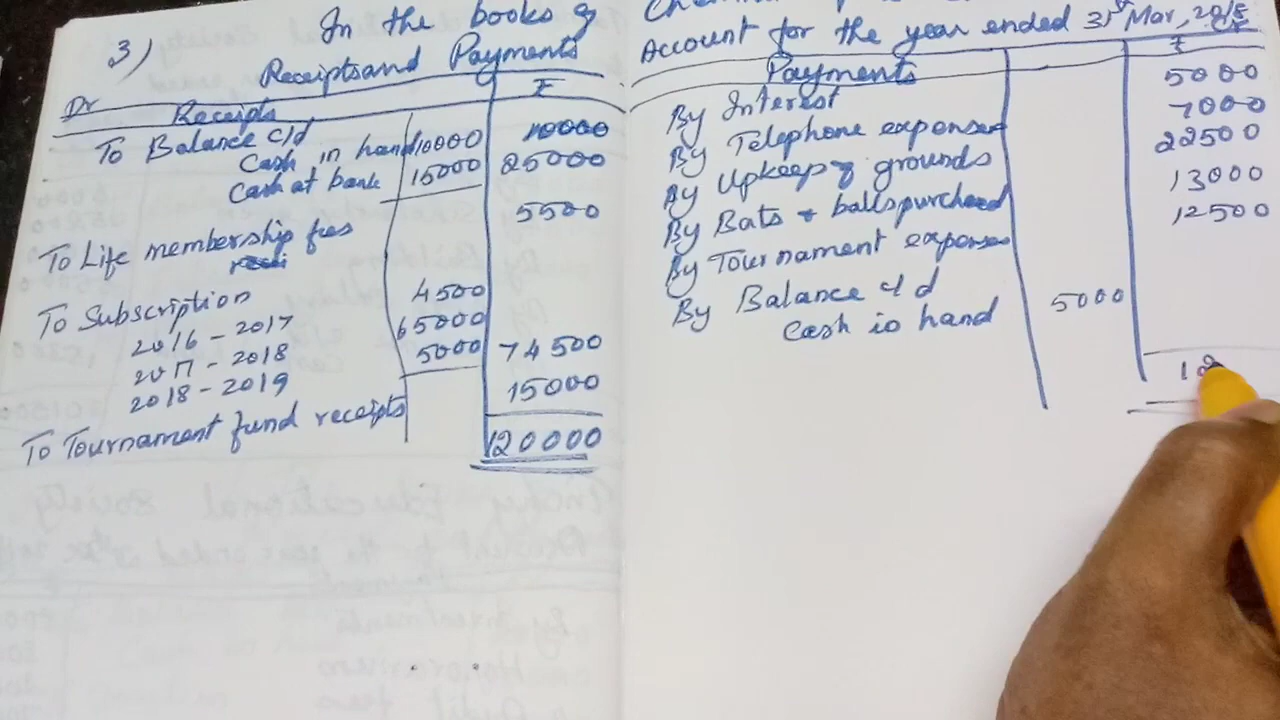 3)
In the books of
Receipts and Payments
Account for the year ended 31st Mar, 2018
Dr
Receipts
₹
To Balance c/d
Cash in hand 10000 10000
Cash at bank 15000 25000
To Life membership fees 5500
To Subscription
2016 - 2017 4500
2017 - 2018 65000
2018 - 2019 5000 74500
To Tournament fund receipts 15000
120000
Payments
₹
By Interest 5000
By Telephone expenses 7000
By Upkeep of grounds 22500
By Bats & balls purchased 13000
By Tournament expenses 12500
By Balance c/d
Cash in hand 5000